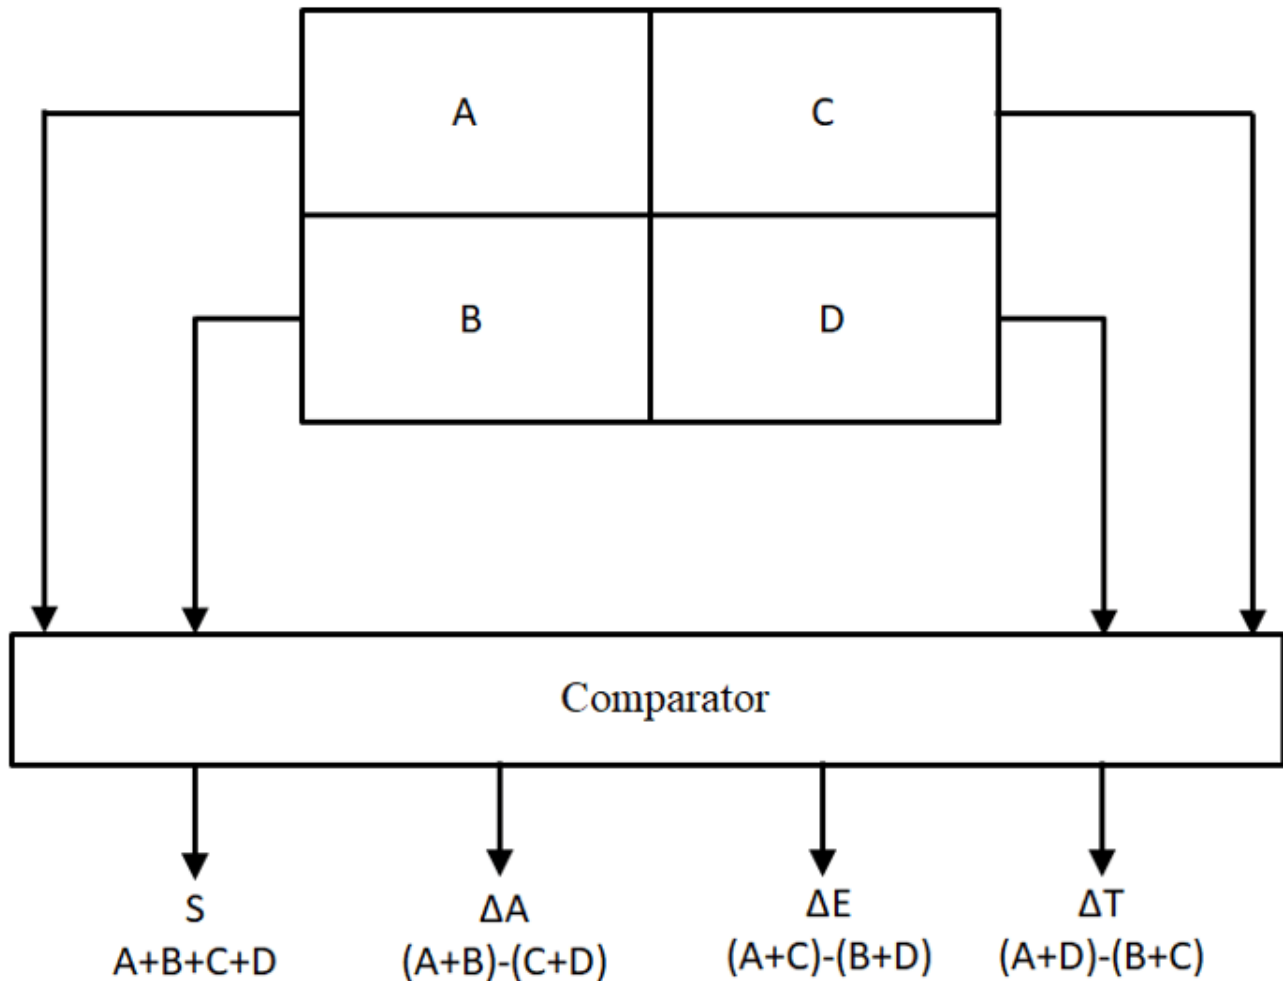 A
C
B
D
Comparator
S
A+B+C+D
ΔA
(A+B)-(C+D)
ΔE
(A+C)-(B+D)
ΔT
(A+D)-(B+C)